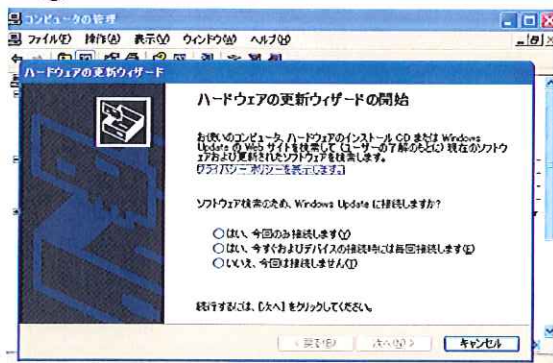 コンピュータの管理
ファイル(F) 操作(A) 表示(V) ウィンドウ(W) ヘルプ(H)
ハードウェアの更新ウィザード
ハードウェアの更新ウィザードの開始
お使いのコンピュータ、ハードウェアのインストール CD または Windows
Update の Web サイトを検索して (ユーザーの了解のもとに) 現在のソフトウ
ェアおよび更新されたソフトウェアを検索します。
プライバシー ポリシーを表示します。
ソフトウェア検索のため、Windows Update に接続しますか?
はい、今回のみ接続します(Y)
はい、今すぐおよびデバイスの接続時には毎回接続します(E)
いいえ、今回は接続しません(T)
続行するには、[次へ] をクリックしてください。
< 戻る(B) 次へ(N) > キャンセル